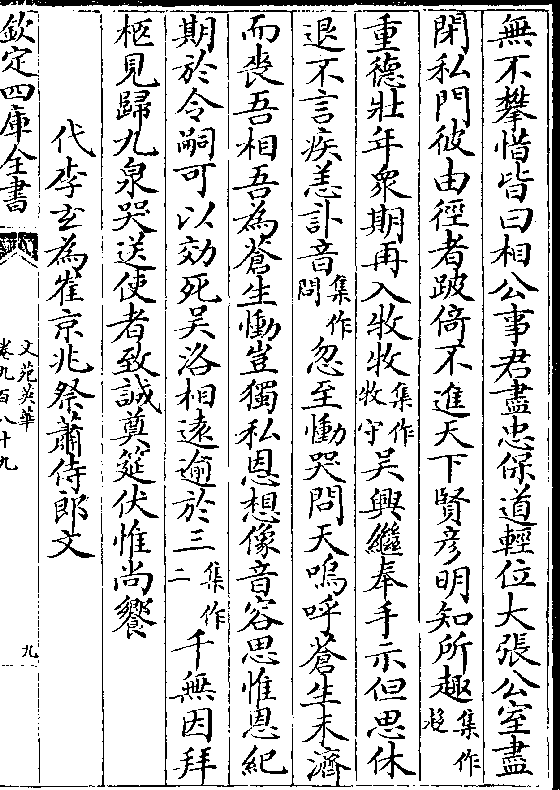 無不攀惜皆曰相公事君盡忠保道輕位大張公室盡
閉私門彼由徑者跛倚不進天下賢彦明知所趣集作趍
重德壯年衆期再入牧牧集作牧守吴興繼奉手示但思休
退不言疾恙訃音集作問忽至慟哭問天嗚呼蒼生未濟
而喪吾相吾為蒼生慟豈獨私恩想像音容思惟恩紀
期於令嗣可以効死吴洛相遠逾於三集作二千無因拜
柩見歸九泉哭送使者致誠奠筵伏惟尚饗
代李玄為崔京兆祭蕭侍郎文
欽定四庫全書
文苑英華
卷九百八十九
九